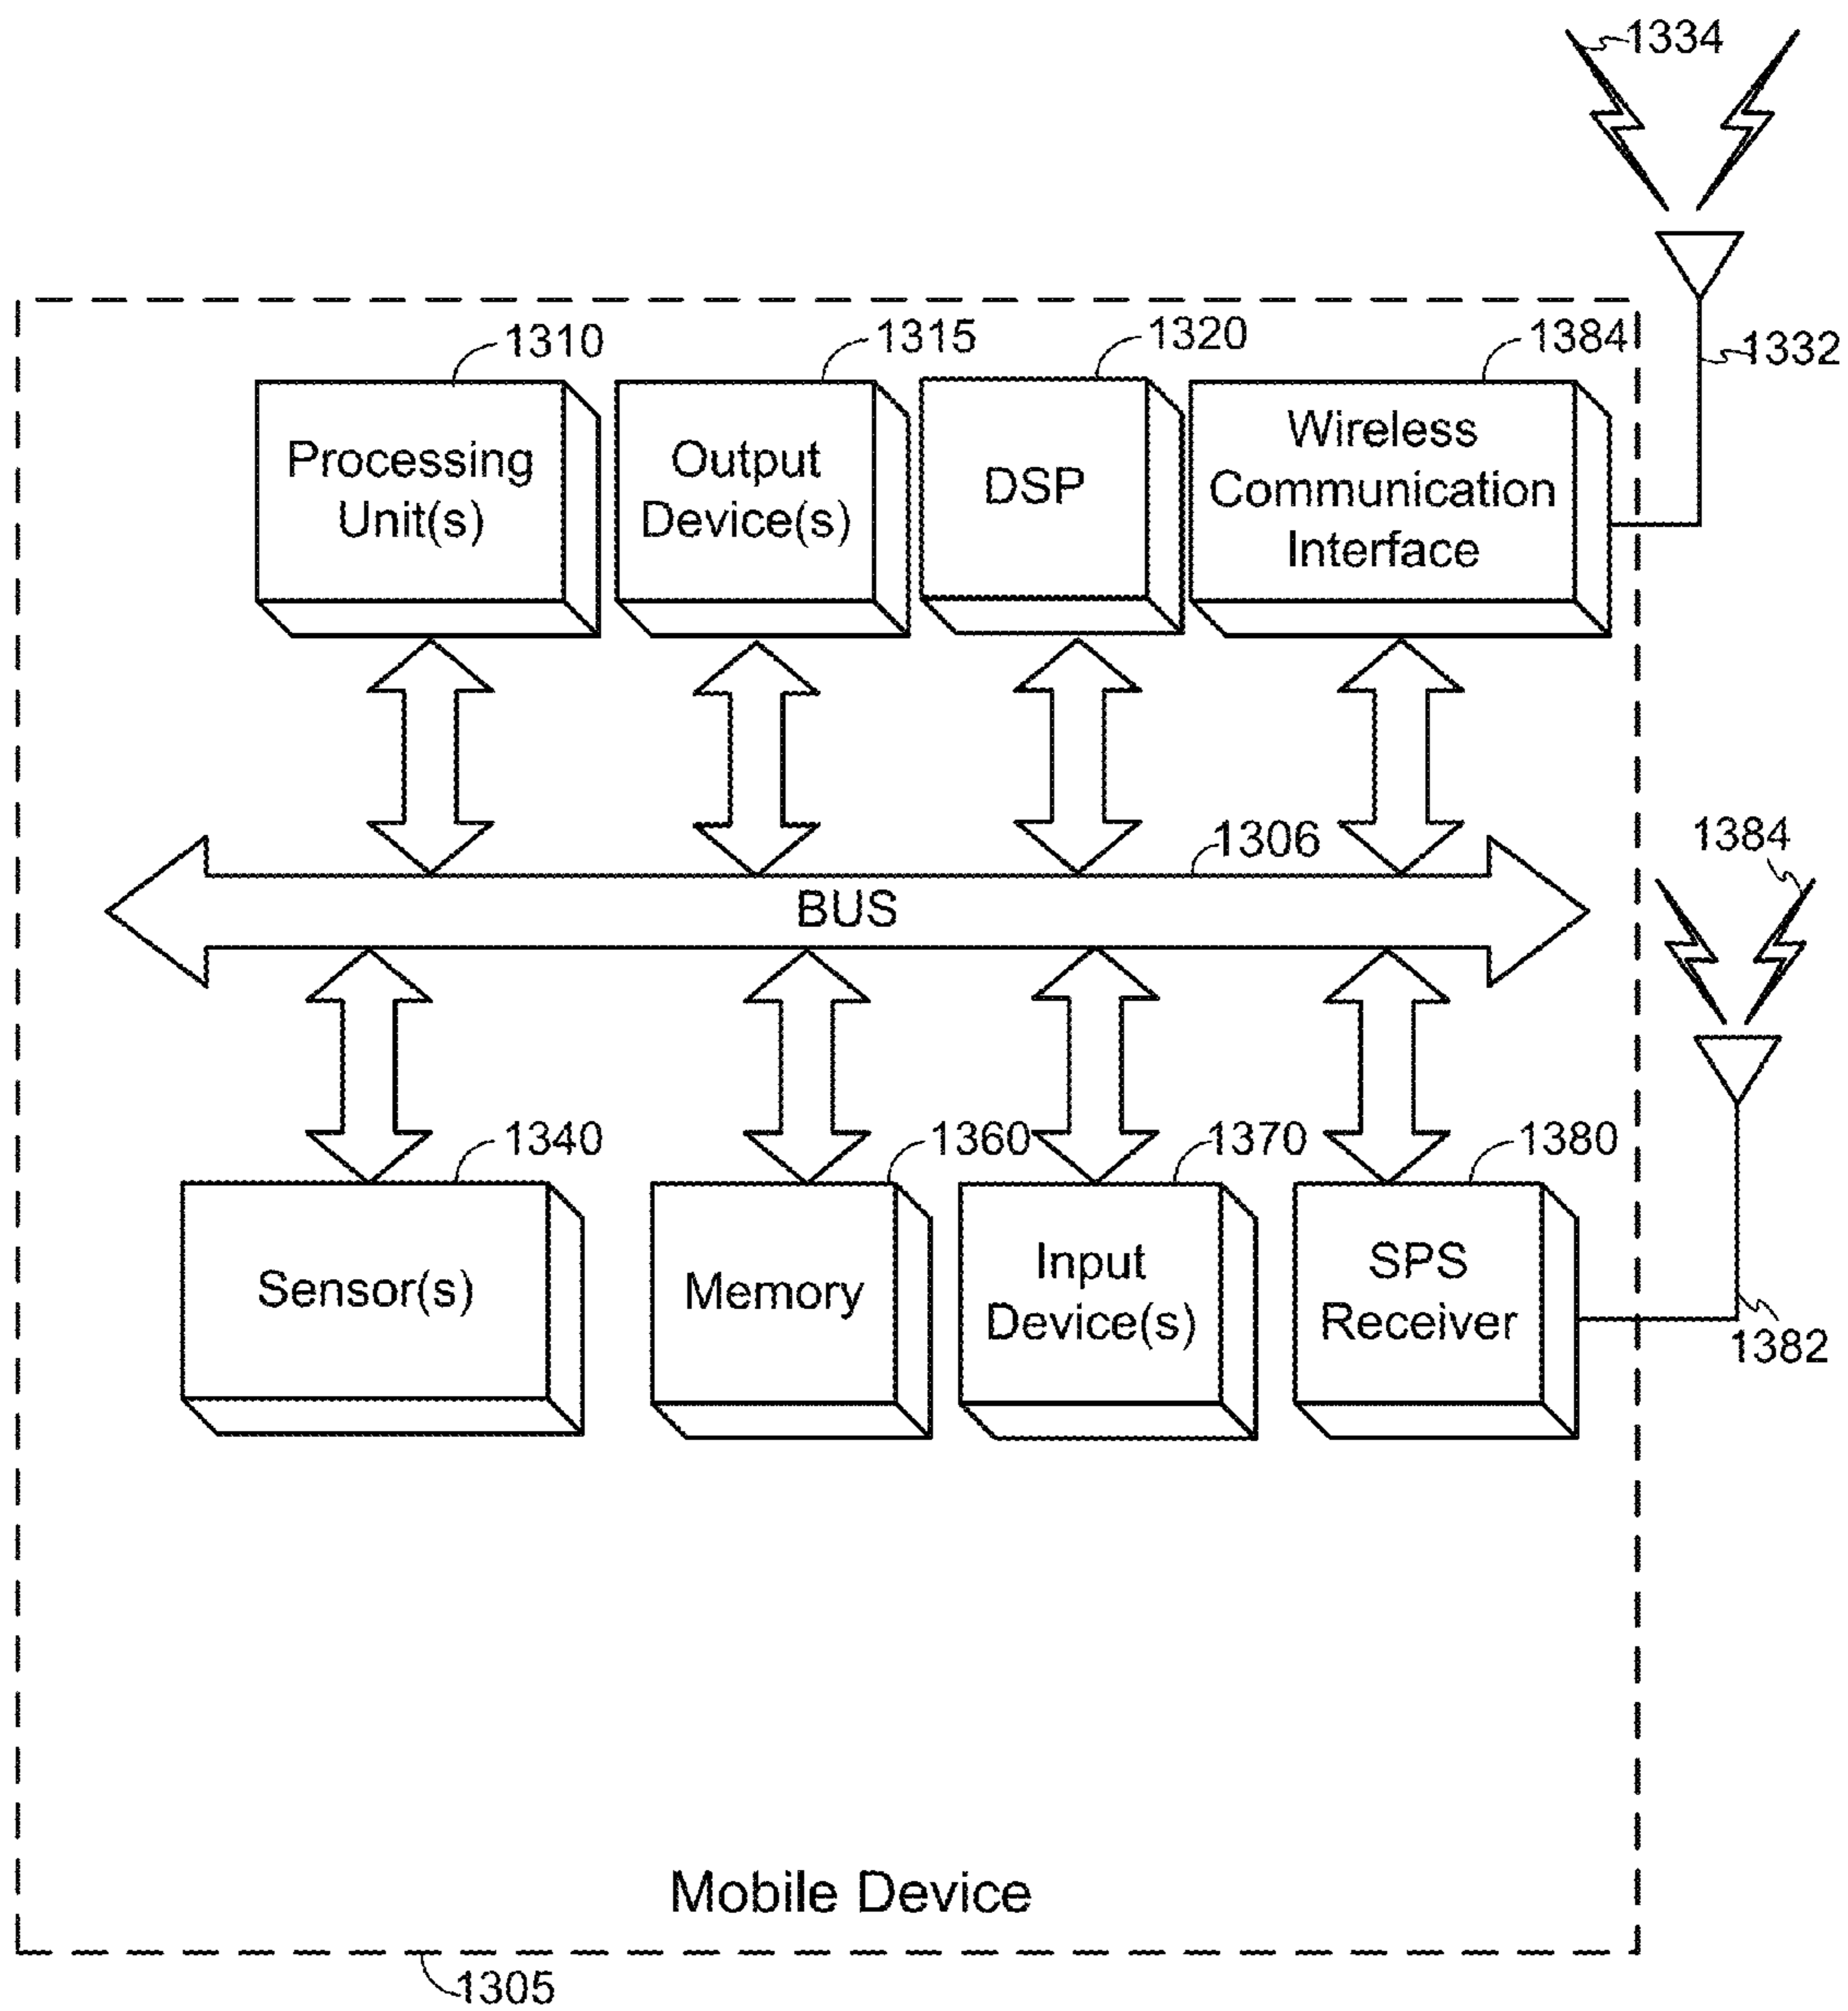 1334
1310
1315
1320
1384
1332
Processing
Unit(s)
Output
Device(s)
DSP
Wireless
Communication
Interface
1306
BUS
1384
1340
1360
1370
1380
Sensor(s)
Memory
Input
Device(s)
SPS
Receiver
1382
Mobile Device
1305